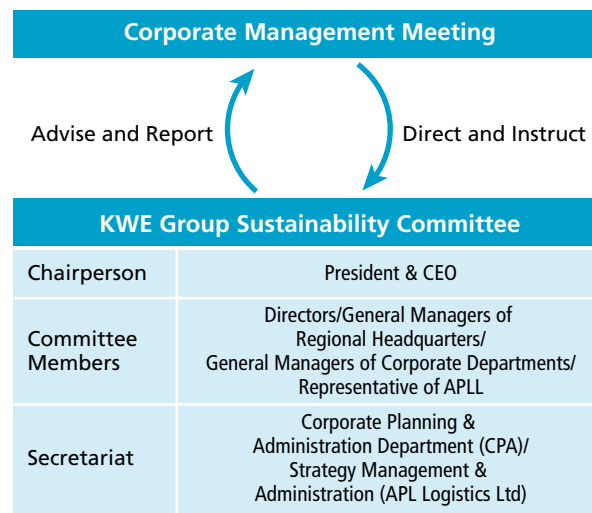 Corporate Management Meeting
Advise and Report
Direct and Instruct
KWE Group Sustainability Committee
Chairperson
President & CEO
Committee
Members
Directors/General Managers of
Regional Headquarters/
General Managers of Corporate Departments/
Representative of APLL
Secretariat
Corporate Planning &
Administration Department (CPA)/
Strategy Management &
Administration (APL Logistics Ltd)